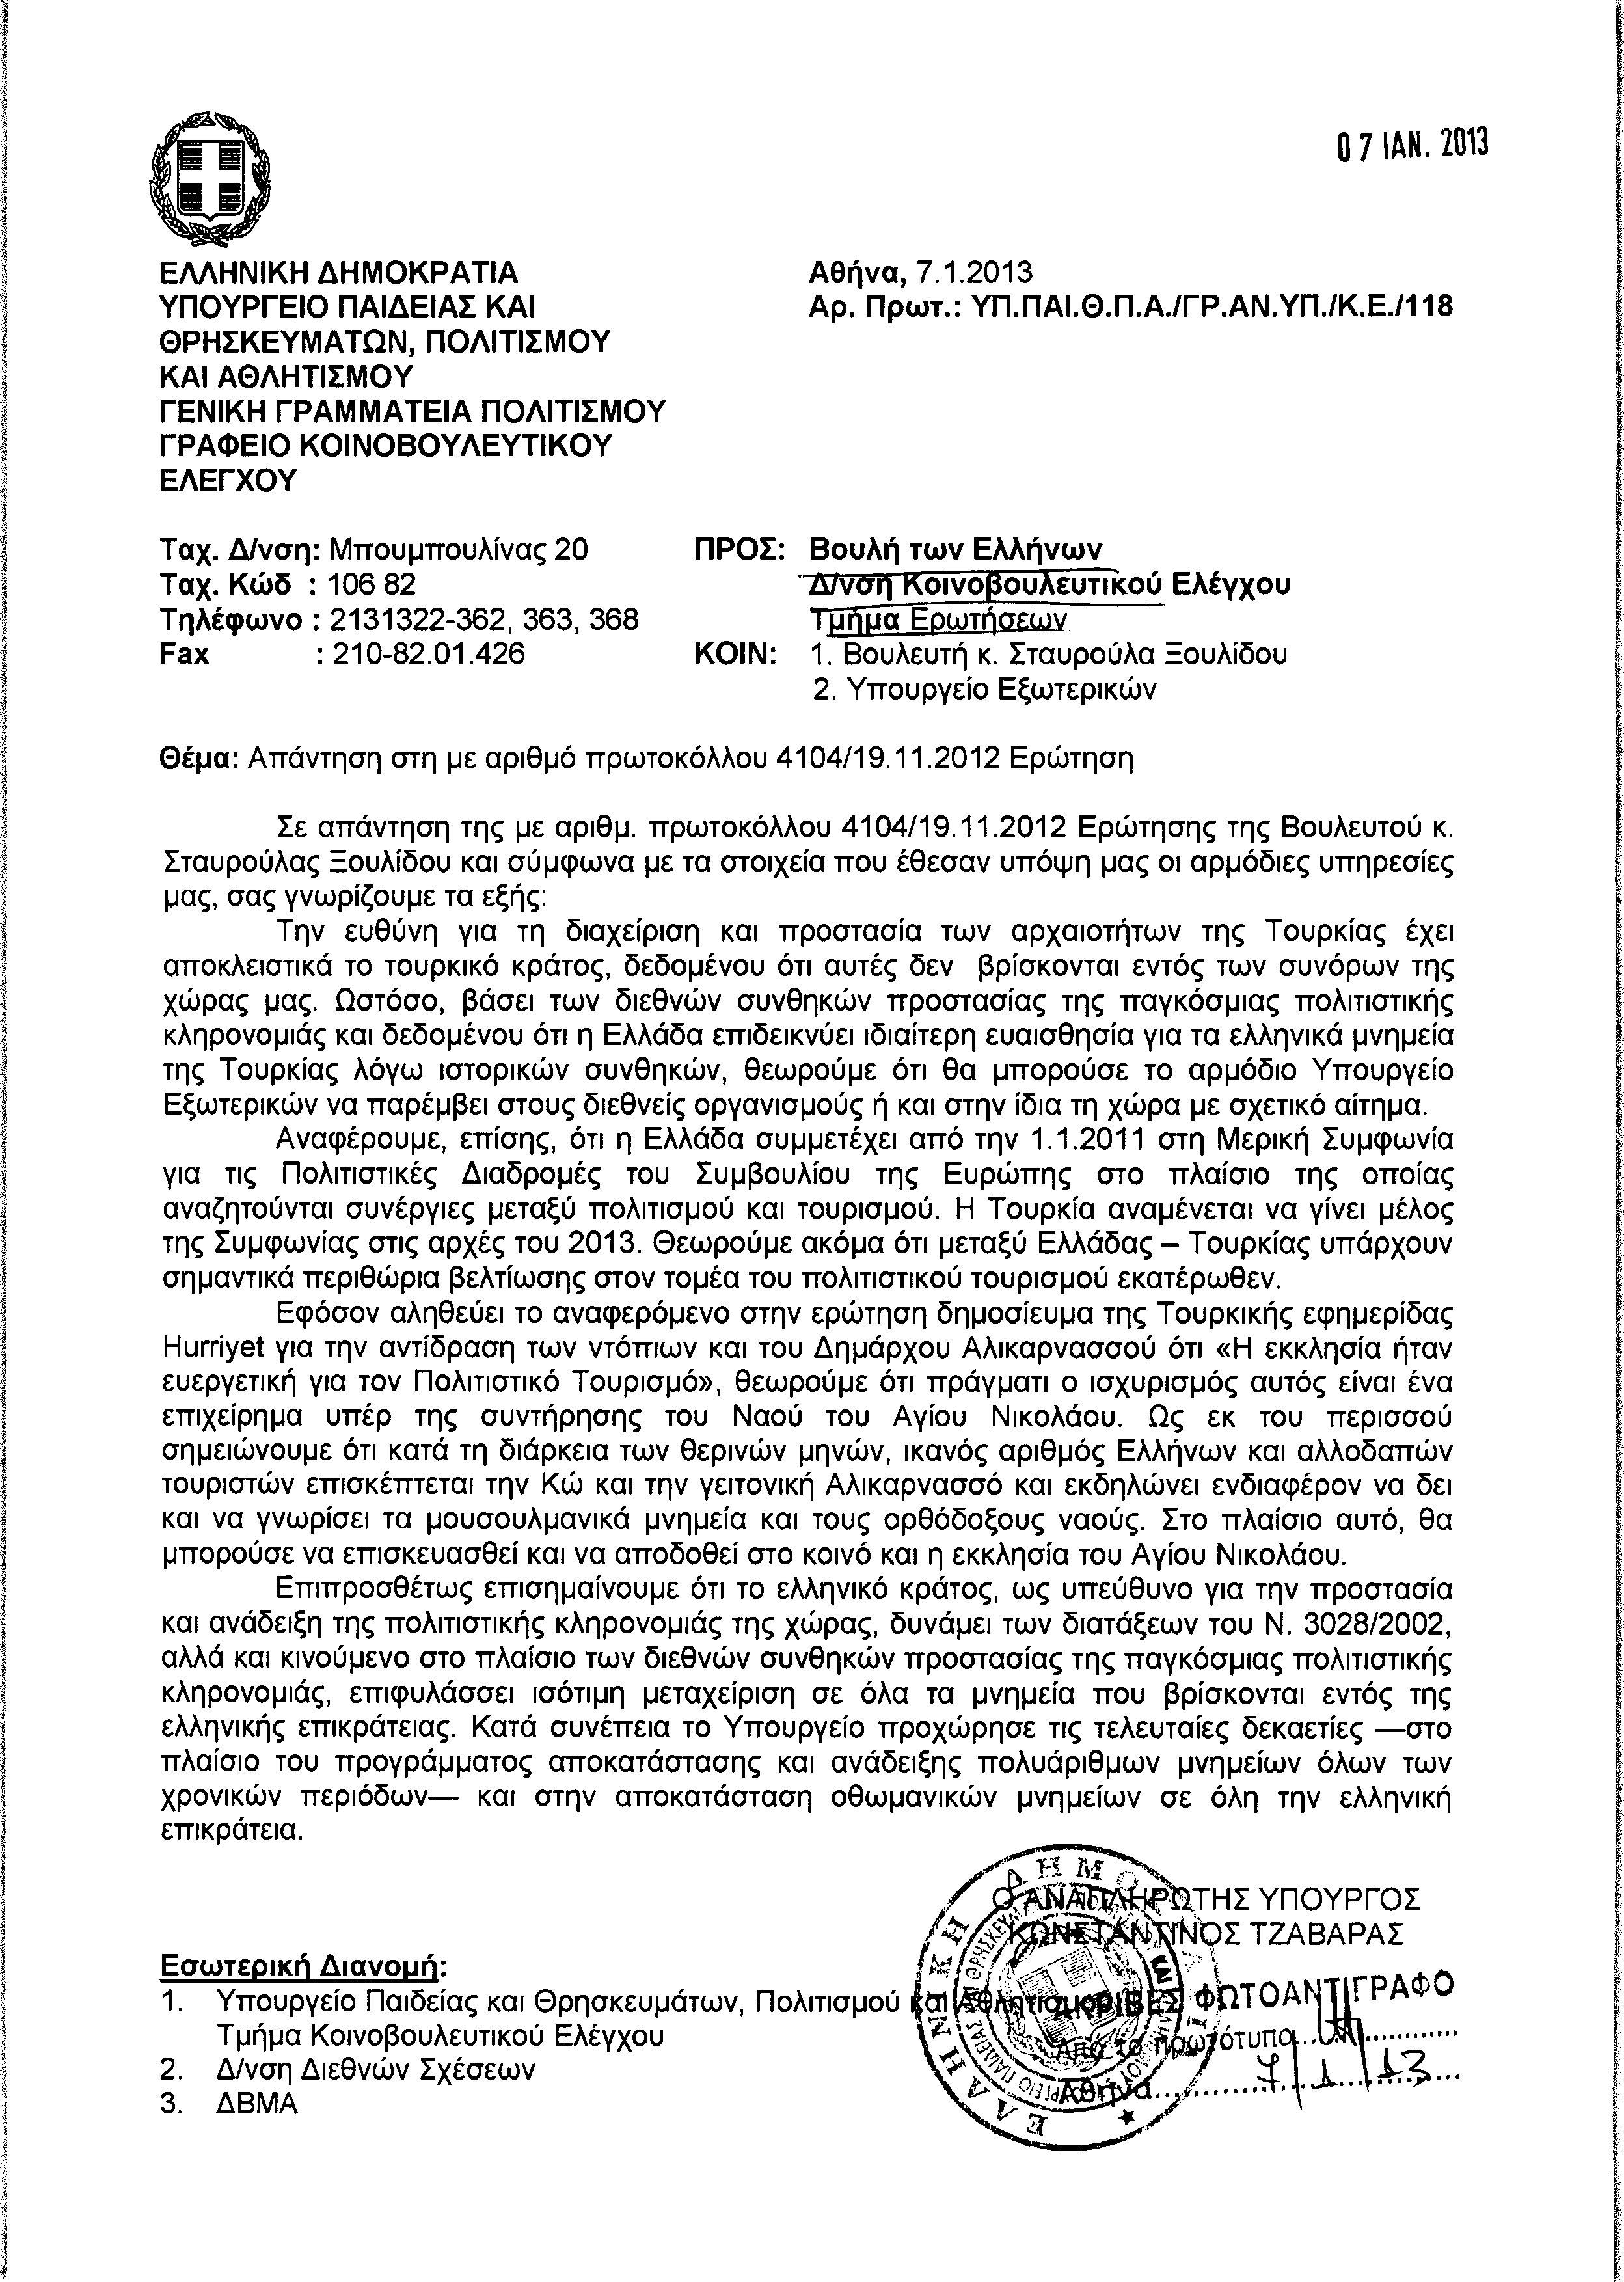 07 ΙΑΝ. 2013
ΕΛΛΗΝΙΚΗ ΔΗΜΟΚΡΑΤΙΑ
ΥΠΟΥΡΓΕΙΟ ΠΑΙΔΕΙΑΣ ΚΑΙ
ΘΡΗΣΚΕΥΜΑΤΩΝ, ΠΟΛΙΤΙΣΜΟΥ
ΚΑΙ ΑΘΛΗΤΙΣΜΟΥ
ΓΕΝΙΚΗ ΓΡΑΜΜΑΤΕΙΑ ΠΟΛΙΤΙΣΜΟΥ
ΓΡΑΦΕΙΟ ΚΟΙΝΟΒΟΥΛΕΥΤΙΚΟΥ
ΕΛΕΓΧΟΥ
Αθήνα, 7.1.2013
Αρ. Πρωτ.: ΥΠ.ΠΑΙ.Θ.Π.Α./ΓΡ.ΑΝ.ΥΠ./Κ.Ε./118
Ταχ. Δ/νση: Μπουμπουλίνας 20
Ταχ. Κώδ : 106 82
Τηλέφωνο : 2131322-362, 363, 368
Fax : 210-82.01.426
ΠΡΟΣ: Βουλή των Ελλήνων
Δ/νση Κοινοβουλευτικού Ελέγχου
Τμήμα Ερωτήσεων
ΚΟΙΝ: 1. Βουλευτή κ. Σταυρούλα Ξουλίδου
2. Υπουργείο Εξωτερικών
Θέμα: Απάντηση στη με αριθμό πρωτοκόλλου 4104/19.11.2012 Ερώτηση
Σε απάντηση της με αριθμ. πρωτοκόλλου 4104/19.11.2012 Ερώτησης της Βουλευτού κ.
Σταυρούλας Ξουλίδου και σύμφωνα με τα στοιχεία που έθεσαν υπόψη μας οι αρμόδιες υπηρεσίες
μας, σας γνωρίζουμε τα εξής:
Την ευθύνη για τη διαχείριση και προστασία των αρχαιοτήτων της Τουρκίας έχει
αποκλειστικά το τουρκικό κράτος, δεδομένου ότι αυτές δεν βρίσκονται εντός των συνόρων της
χώρας μας. Ωστόσο, βάσει των διεθνών συνθηκών προστασίας της παγκόσμιας πολιτιστικής
κληρονομιάς και δεδομένου ότι η Ελλάδα επιδεικνύει ιδιαίτερη ευαισθησία για τα ελληνικά μνημεία
της Τουρκίας λόγω ιστορικών συνθηκών, θεωρούμε ότι θα μπορούσε το αρμόδιο Υπουργείο
Εξωτερικών να παρέμβει στους διεθνείς οργανισμούς ή και στην ίδια τη χώρα με σχετικό αίτημα.
Αναφέρουμε, επίσης, ότι η Ελλάδα συμμετέχει από την 1.1.2011 στη Μερική Συμφωνία
για τις Πολιτιστικές Διαδρομές του Συμβουλίου της Ευρώπης στο πλαίσιο της οποίας
αναζητούνται συνέργιες μεταξύ πολιτισμού και τουρισμού. Η Τουρκία αναμένεται να γίνει μέλος
της Συμφωνίας στις αρχές του 2013. Θεωρούμε ακόμα ότι μεταξύ Ελλάδας – Τουρκίας υπάρχουν
σημαντικά περιθώρια βελτίωσης στον τομέα του πολιτιστικού τουρισμού εκατέρωθεν.
Εφόσον αληθεύει το αναφερόμενο στην ερώτηση δημοσίευμα της Τουρκικής εφημερίδας
Hurriyet για την αντίδραση των ντόπιων και του Δημάρχου Αλικαρνασσού ότι «Η εκκλησία ήταν
ευεργετική για τον Πολιτιστικό Τουρισμό», θεωρούμε ότι πράγματι ο ισχυρισμός αυτός είναι ένα
επιχείρημα υπέρ της συντήρησης του Ναού του Αγίου Νικολάου. Ως εκ του περισσού
σημειώνουμε ότι κατά τη διάρκεια των θερινών μηνών, ικανός αριθμός Ελλήνων και αλλοδαπών
τουριστών επισκέπτεται την Κώ και την γειτονική Αλικαρνασσό και εκδηλώνει ενδιαφέρον να δει
και να γνωρίσει τα μουσουλμανικά μνημεία και τους ορθόδοξους ναούς. Στο πλαίσιο αυτό, θα
μπορούσε να επισκευασθεί και να αποδοθεί στο κοινό και η εκκλησία του Αγίου Νικολάου.
Επιπροσθέτως επισημαίνουμε ότι το ελληνικό κράτος, ως υπεύθυνο για την προστασία
και ανάδειξη της πολιτιστικής κληρονομιάς της χώρας, δυνάμει των διατάξεων του Ν. 3028/2002,
αλλά και κινούμενο στο πλαίσιο των διεθνών συνθηκών προστασίας της παγκόσμιας πολιτιστικής
κληρονομιάς, επιφυλάσσει ισότιμη μεταχείριση σε όλα τα μνημεία που βρίσκονται εντός της
ελληνικής επικράτειας. Κατά συνέπεια το Υπουργείο προχώρησε τις τελευταίες δεκαετίες —στο
πλαίσιο του προγράμματος αποκατάστασης και ανάδειξης πολυάριθμων μνημείων όλων των
χρονικών περιόδων— και στην αποκατάσταση οθωμανικών μνημείων σε όλη την ελληνική
επικράτεια.
Ο ΑΝΑΠΛΗΡΩΤΗΣ ΥΠΟΥΡΓΟΣ
ΚΩΝΣΤΑΝΤΙΝΟΣ ΤΖΑΒΑΡΑΣ
Εσωτερική Διανομή:
1. Υπουργείο Παιδείας και Θρησκευμάτων, Πολιτισμού και Αθλητισμού
Τμήμα Κοινοβουλευτικού Ελέγχου
2. Δ/νση Διεθνών Σχέσεων
3. ΔΒΜΑ
ΑΚΡΙΒΕΣ ΦΩΤΟΑΝΤΙΓΡΑΦΟ
Από το πρωτότυπο
Αθήνα 7/1/13